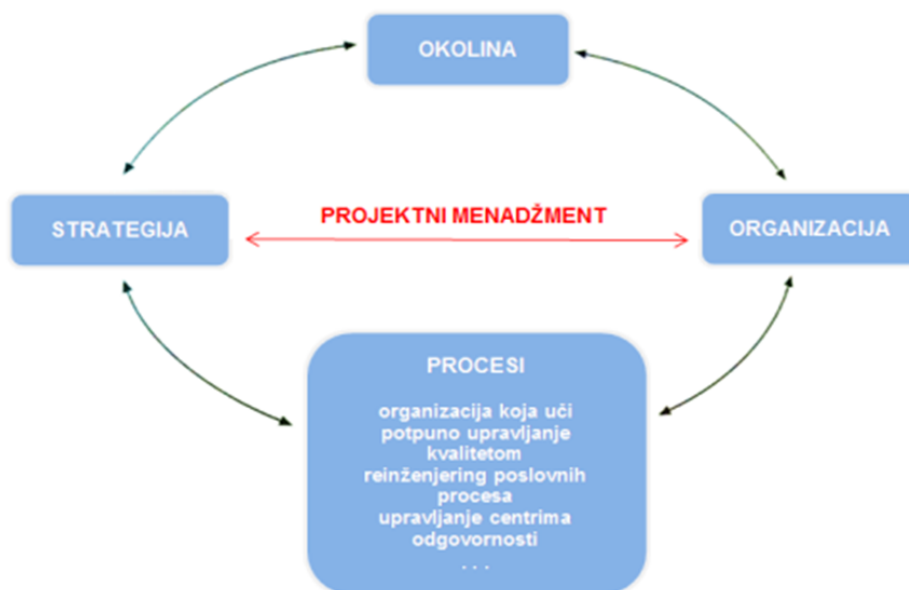 OKOLINA
STRATEGIJA
PROJEKTNI MENADŽMENT
ORGANIZACIJA
PROCESI
organizacija koja uči
potpuno upravljanje
kvalitetom
reinženjering poslovnih
procesa
upravljanje centrima
odgovornosti
. . .